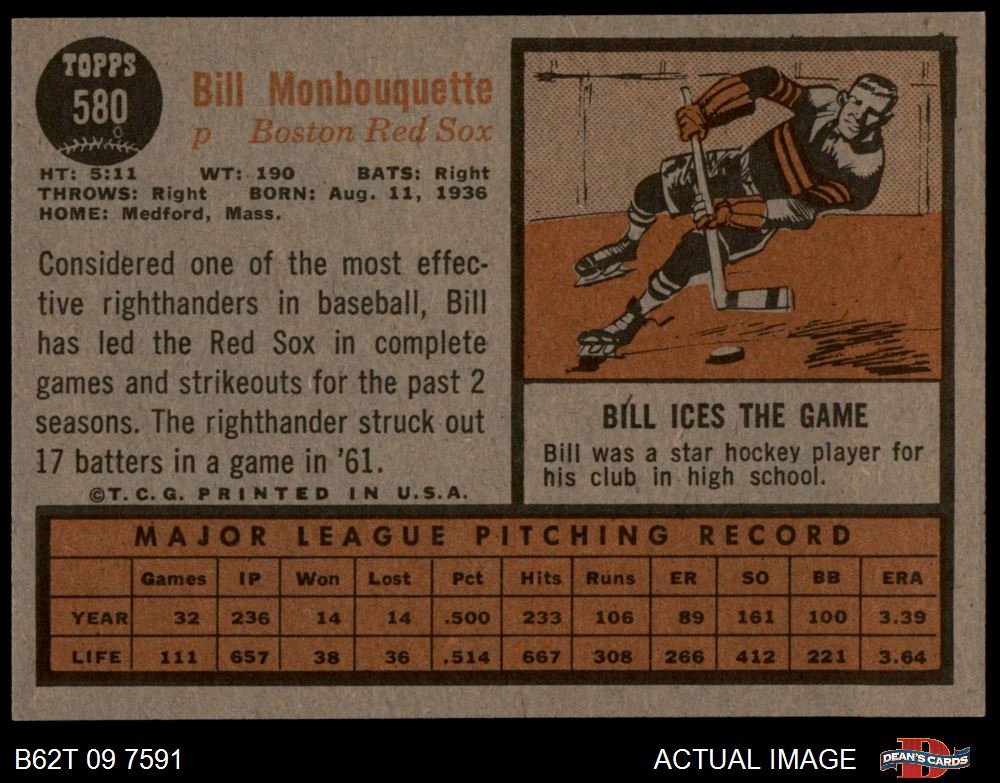 TOPPS
580
Bill Monbouquette
p Boston Red Sox
HT: 5:11 WT: 190 BATS: Right
THROWS: Right BORN: Aug. 11, 1936
HOME: Medford, Mass.
Considered one of the most effec-
tive righthanders in baseball, Bill
has led the Red Sox in complete
games and strikeouts for the past 2
seasons. The righthander struck out
17 batters in a game in '61.
©T. C. G. PRINTED IN U.S.A.
BILL ICES THE GAME
Bill was a star hockey player for
his club in high school.
MAJOR LEAGUE PITCHING RECORD
Games IP Won Lost Pct Hits Runs ER SO BB ERA
YEAR 32 236 14 14 .500 233 106 89 161 100 3.39
LIFE 111 657 38 36 .514 667 308 266 412 221 3.64
B62T 09 7591 ACTUAL IMAGE DEAN'S CARDS